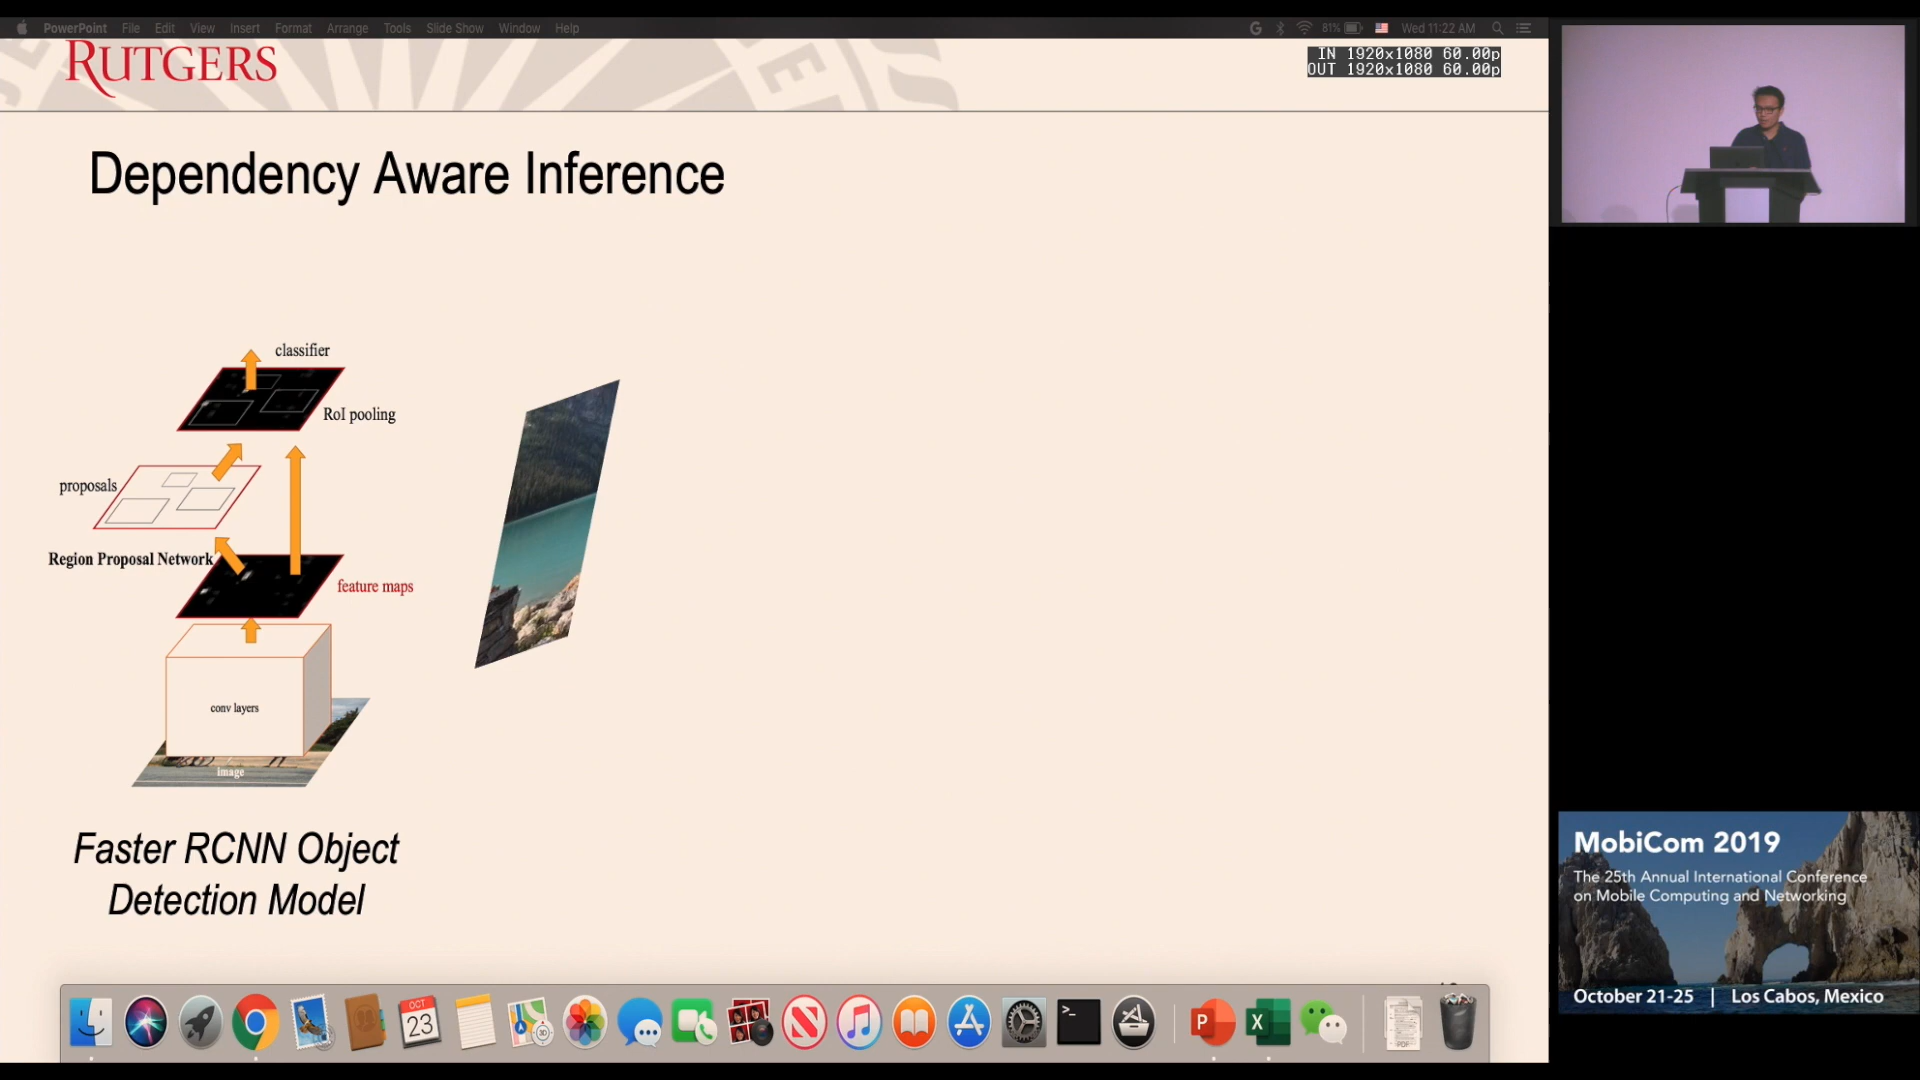 PowerPoint File Edit View Insert Format Arrange Tools Slide Show Window Help
81% Wed 11:22 AM
RUTGERS
IN 1920x1080 60.00p
OUT 1920x1080 60.00p
Dependency Aware Inference
classifier
RoI pooling
proposals
Region Proposal Network
feature maps
conv layers
image
Faster RCNN Object
Detection Model
MobiCom 2019
The 25th Annual International Conference
on Mobile Computing and Networking
October 21-25 | Los Cabos, Mexico
OCT
23
3D
P
X
PDF